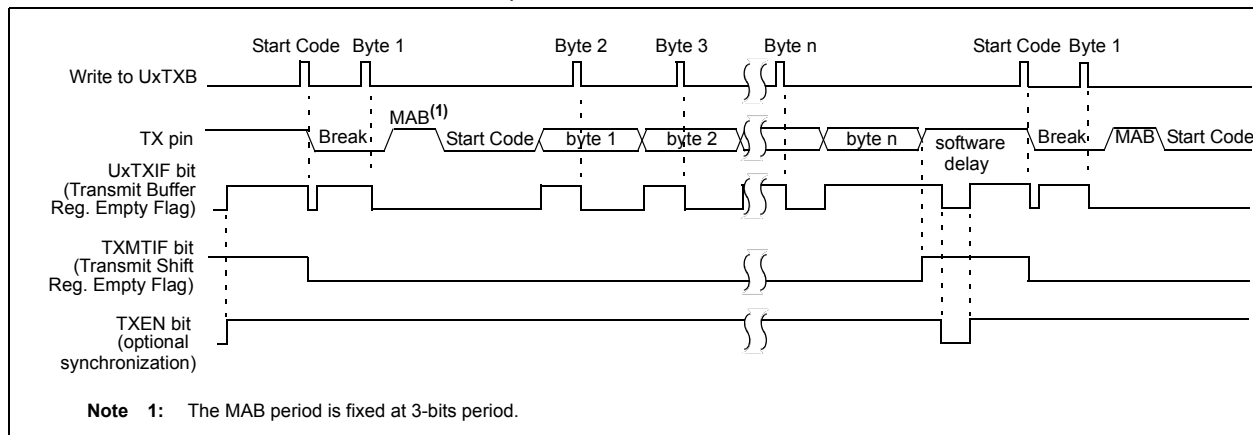 Start Code Byte 1 Byte 2 Byte 3 Byte n Start Code Byte 1
Write to UxTXB
MAB(1)
TX pin Break Start Code byte 1 byte 2 byte n software delay Break MAB Start Code
UxTXIF bit
(Transmit Buffer
Reg. Empty Flag)
TXMTIF bit
(Transmit Shift
Reg. Empty Flag)
TXEN bit
(optional
synchronization)
Note 1: The MAB period is fixed at 3-bits period.